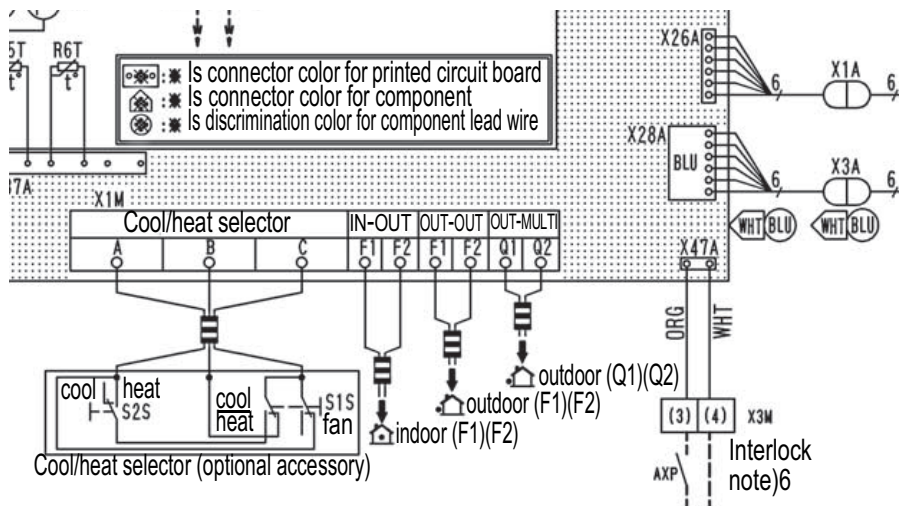 R6T
t°
t°
Is connector color for printed circuit board
Is connector color for component
Is discrimination color for component lead wire
X26A
6
X1A
6
X28A
BLU
6
X3A
6
WHT BLU
WHT BLU
X1M
Cool/heat selector
IN-OUT
OUT-OUT
OUT-MULTI
A B C F1 F2 F1 F2 Q1 Q2
X47A
ORG
WHT
cool
heat
S2S
cool
heat
S1S
fan
Cool/heat selector (optional accessory)
indoor (F1)(F2)
outdoor (F1)(F2)
outdoor (Q1)(Q2)
(3) (4) X3M
AXP
Interlock
note)6